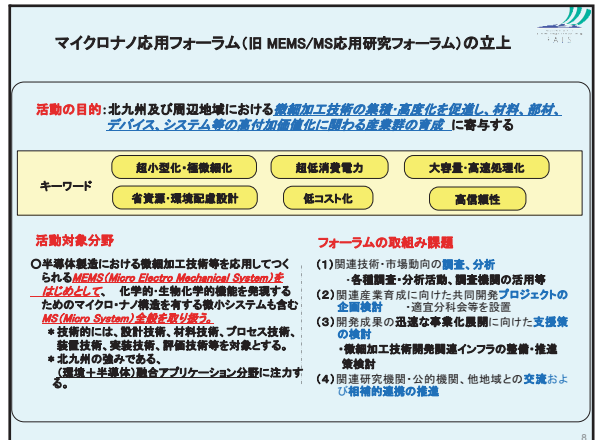 マイクロナノ応用フォーラム(旧 MEMS/MS応用研究フォーラム)の立上
F A I S
活動の目的:北九州及び周辺地域における微細加工技術の集積・高度化を促進し、材料、部材、
デバイス、システム等の高付加価値化に関わる産業群の育成 に寄与する
キーワード
超小型化・極微細化
超低消費電力
大容量・高速処理化
省資源・環境配慮設計
低コスト化
高信頼性
活動対象分野
○半導体製造における微細加工技術等を応用してつく
られるMEMS(Micro Electro Mechanical System)を
はじめとして、 化学的・生物化学的機能を発現する
ためのマイクロ・ナノ構造を有する微小システムも含む
MS(Micro System)全般を取り扱う。
＊技術的には、設計技術、材料技術、プロセス技術、
装置技術、実装技術、評価技術等を対象とする。
＊北九州の強みである、
(環境＋半導体)融合アプリケーション分野に注力す
る。
フォーラムの取組み課題
(1)関連技術・市場動向の調査、分析
・各種調査・分析活動、調査機関の活用等
(2)関連産業育成に向けた共同開発プロジェクトの
企画検討 ・適宜分科会等を設置
(3)開発成果の迅速な事業化展開に向けた支援策
の検討
・微細加工技術開発関連インフラの整備・推進
策検討
(4)関連研究機関・公的機関、他地域との交流およ
び相補的連携の推進
8